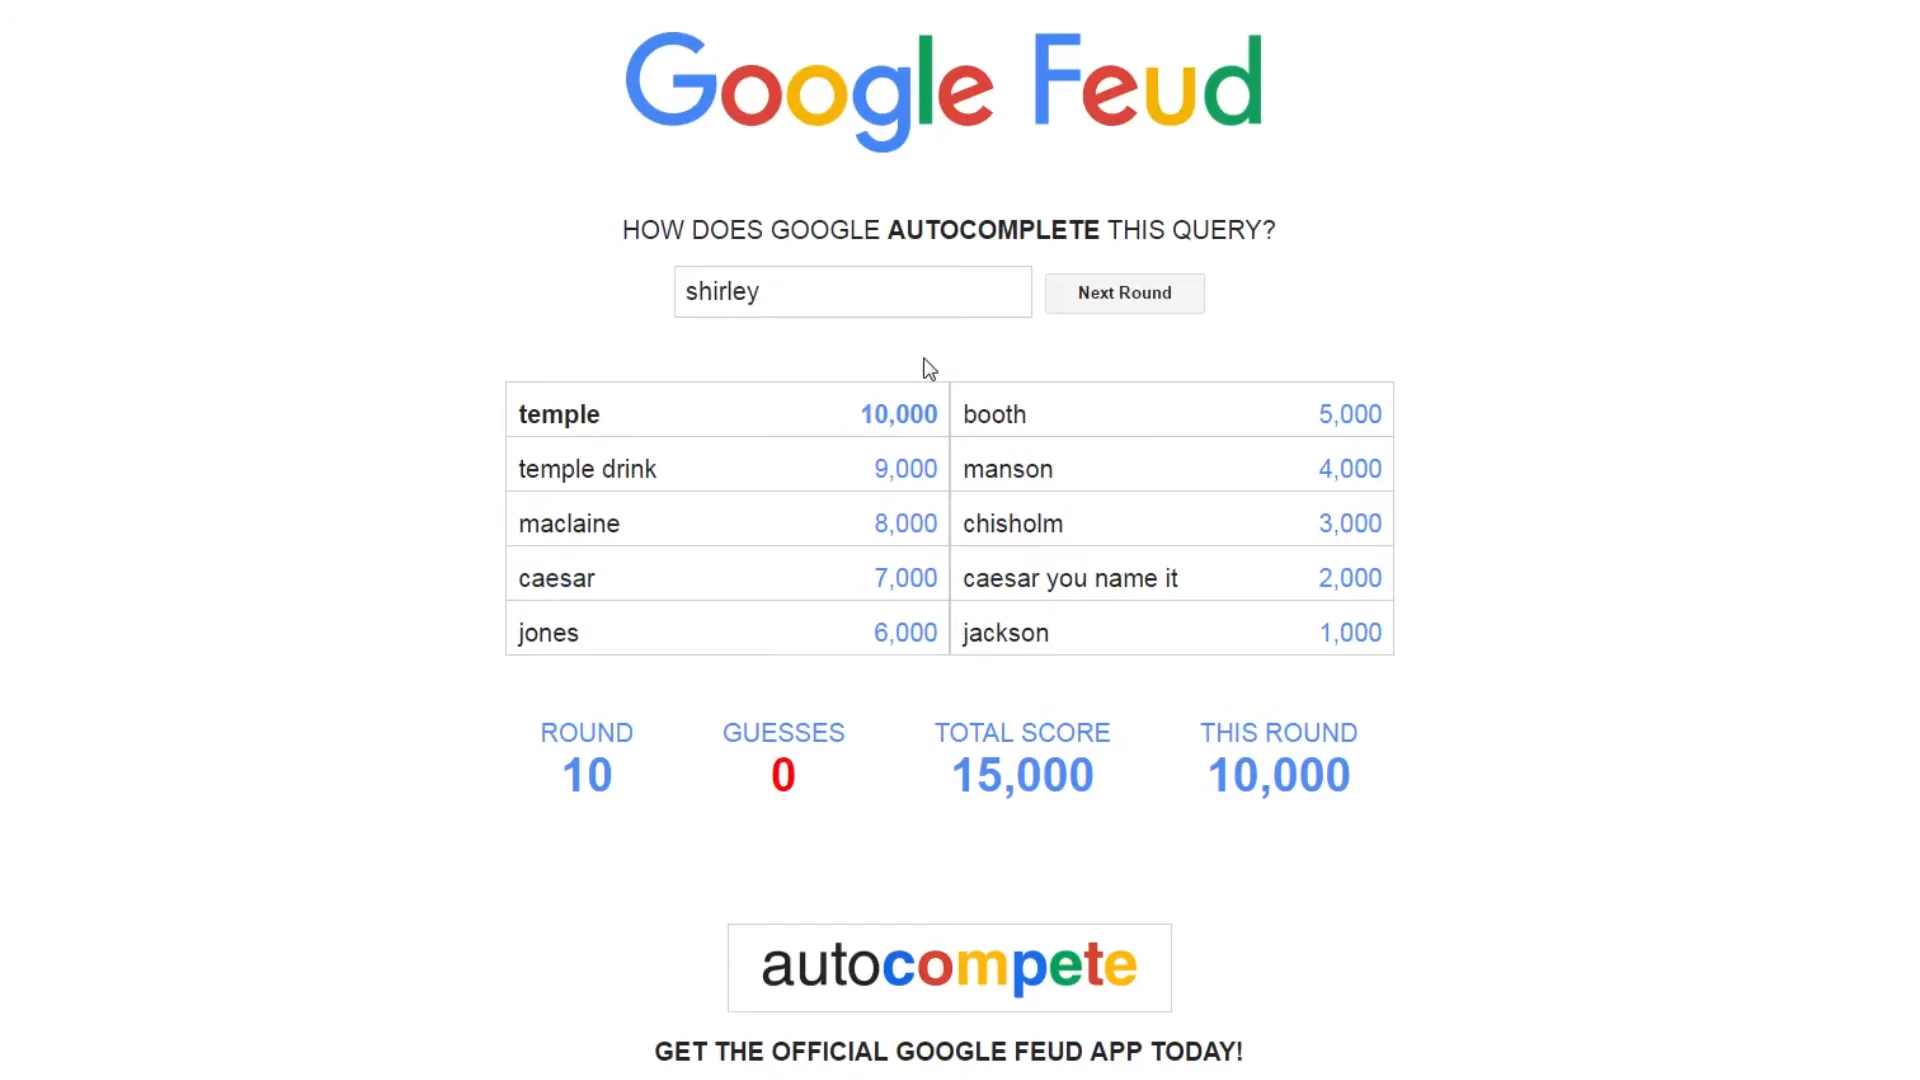 Google Feud
HOW DOES GOOGLE AUTOCOMPLETE THIS QUERY?
shirley
Next Round
temple 10,000 booth 5,000
temple drink 9,000 manson 4,000
maclaine 8,000 chisholm 3,000
caesar 7,000 caesar you name it 2,000
jones 6,000 jackson 1,000
ROUND GUESSES TOTAL SCORE THIS ROUND
10 0 15,000 10,000
autocompete
GET THE OFFICIAL GOOGLE FEUD APP TODAY!